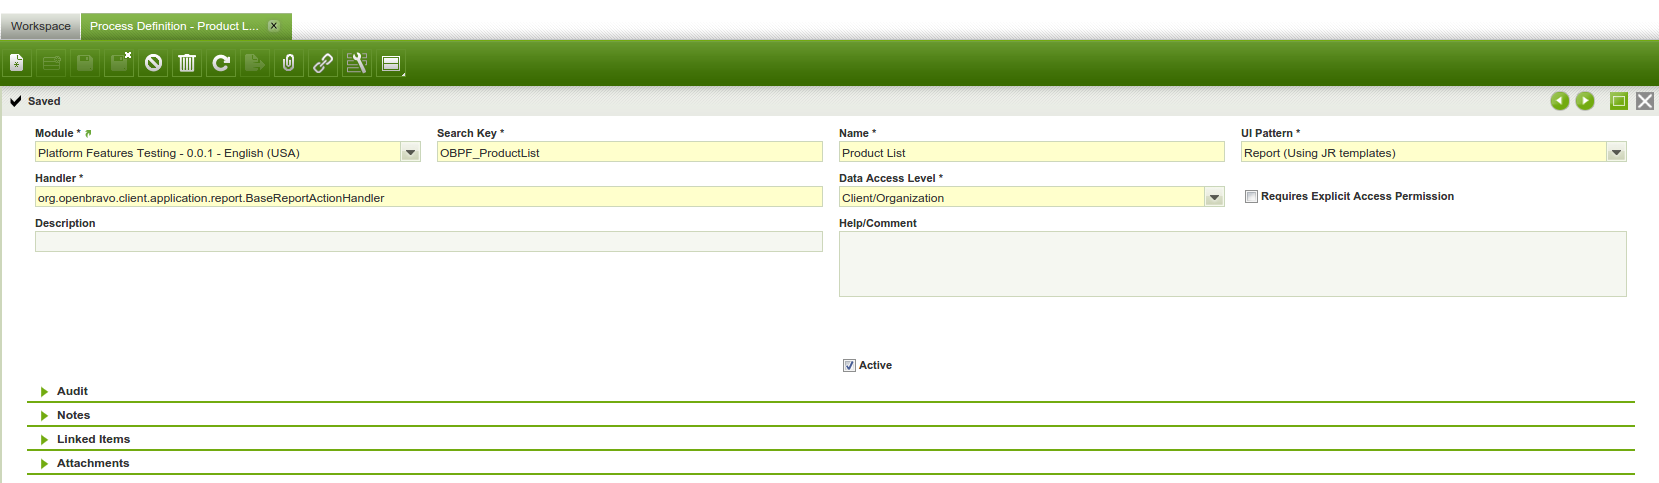 Workspace
Process Definition - Product L...
Saved
Module *
Search Key *
Name *
UI Pattern *
Platform Features Testing - 0.0.1 - English (USA)
OBPF_ProductList
Product List
Report (Using JR templates)
Handler *
Data Access Level *
org.openbravo.client.application.report.BaseReportActionHandler
Client/Organization
Requires Explicit Access Permission
Description
Help/Comment
Active
Audit
Notes
Linked Items
Attachments